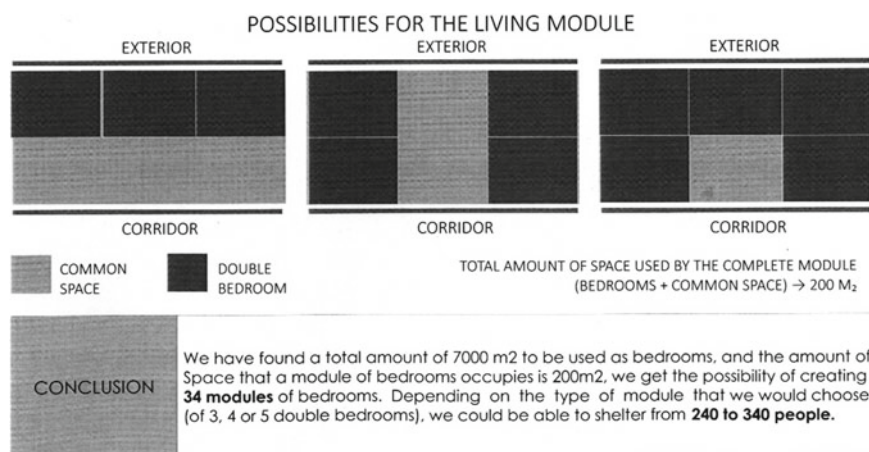 POSSIBILITIES FOR THE LIVING MODULE
EXTERIOR
EXTERIOR
EXTERIOR
CORRIDOR
CORRIDOR
CORRIDOR
COMMON
SPACE
DOUBLE
BEDROOM
TOTAL AMOUNT OF SPACE USED BY THE COMPLETE MODULE
(BEDROOMS + COMMON SPACE) → 200 M₂
CONCLUSION
We have found a total amount of 7000 m2 to be used as bedrooms, and the amount of
Space that a module of bedrooms occupies is 200m2, we get the possibility of creating
34 modules of bedrooms. Depending on the type of module that we would choose
(of 3, 4 or 5 double bedrooms), we could be able to shelter from 240 to 340 people.